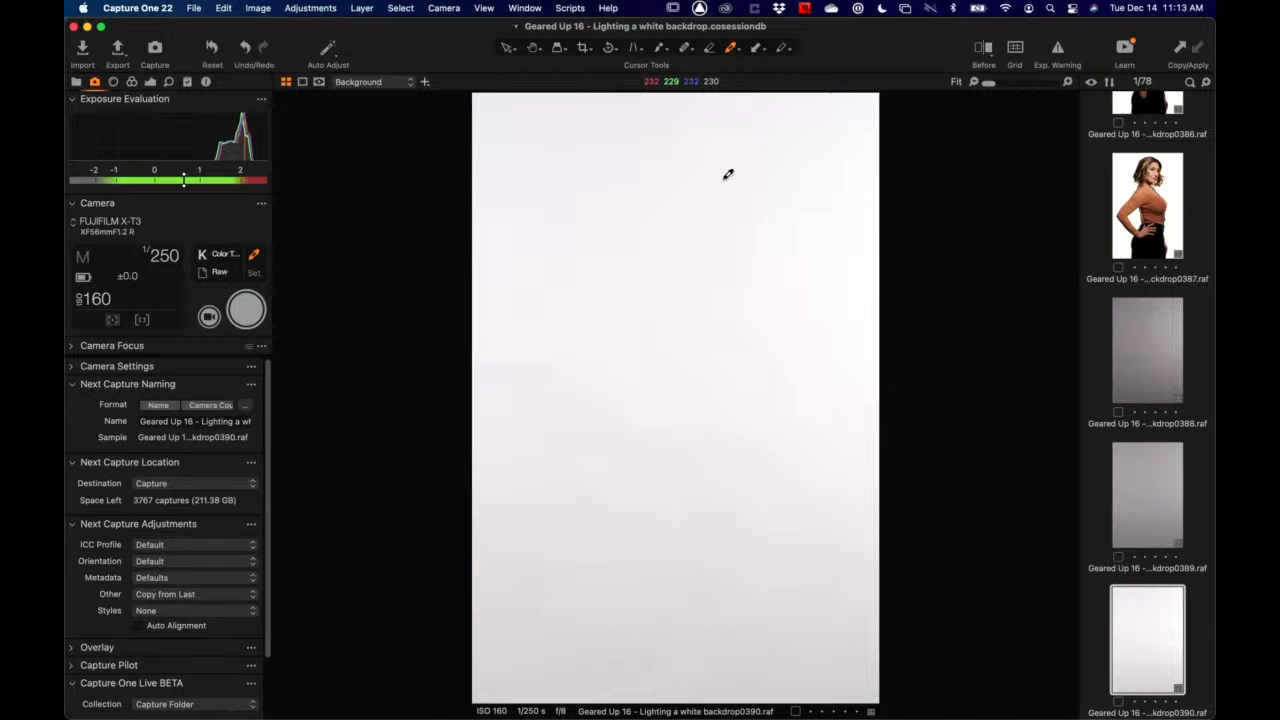 Capture One 22 File Edit Image Adjustments Layer Select Camera View Window Scripts Help Tue Dec 14 11:13 AM
Geared Up 16 - Lighting a white backdrop.cosessiondb
Import Export Capture Reset Undo/Redo Auto Adjust Cursor Tools Before Grid Exp. Warning Learn Copy/Apply
Background 232 229 232 230 Fit 1/78
Exposure Evaluation
-2 -1 0 1 2
Camera
FUJIFILM X-T3
XF56mmF1.2 R
M 1/250 K Color T...
±0.0 Raw Set
ISO 160
Camera Focus
Camera Settings
Next Capture Naming
Format Name Camera Cou ...
Name Geared Up 16 - Lighting a wh
Sample Geared Up 1...kdrop0390.raf
Next Capture Location
Destination Capture
Space Left 3767 captures (211.38 GB)
Next Capture Adjustments
ICC Profile Default
Orientation Default
Metadata Defaults
Other Copy from Last
Styles None
Auto Alignment
Overlay
Capture Pilot
Capture One Live BETA
Collection Capture Folder
ISO 160 1/250 s f/8 Geared Up 16 - Lighting a white backdrop0390.raf
Geared Up 16 -...kdrop0386.raf
Geared Up 16 -...ckdrop0387.raf
Geared Up 16 -...kdrop0388.raf
Geared Up 16 -...kdrop0389.raf
Geared Up 16 -...kdrop0390.raf